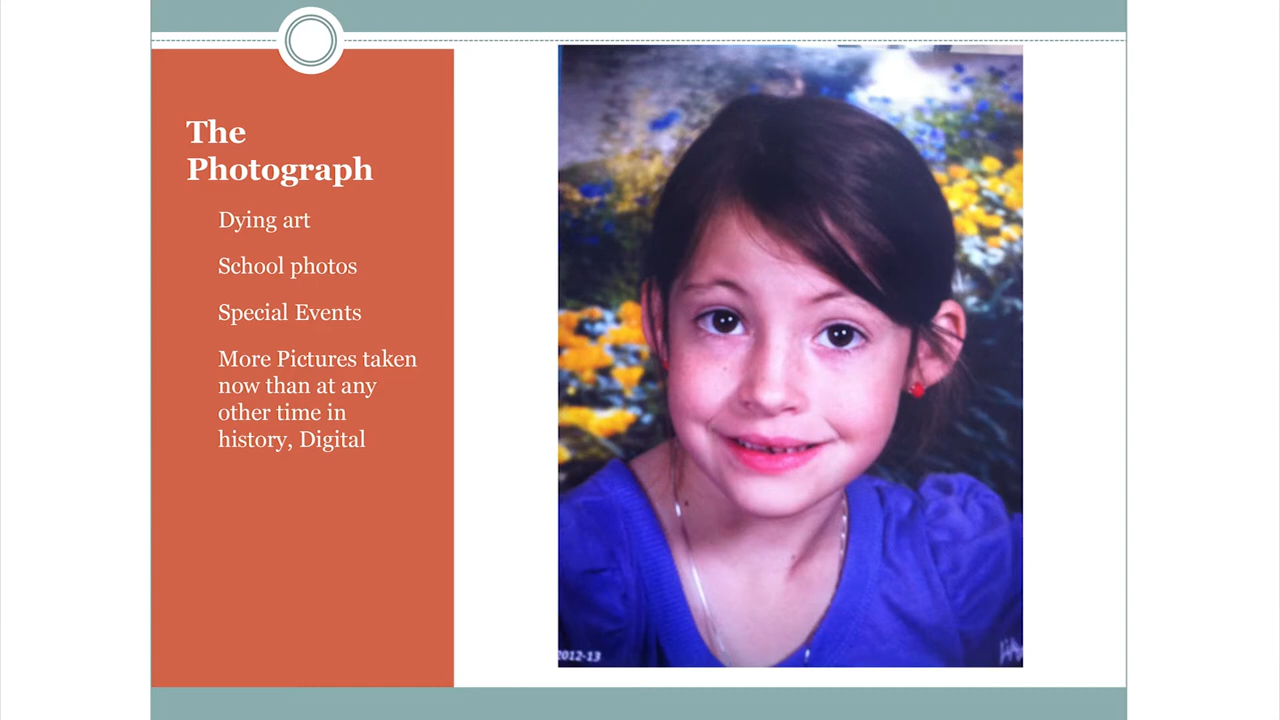 The
Photograph
Dying art
School photos
Special Events
More Pictures taken
now than at any
other time in
history, Digital
2012-13